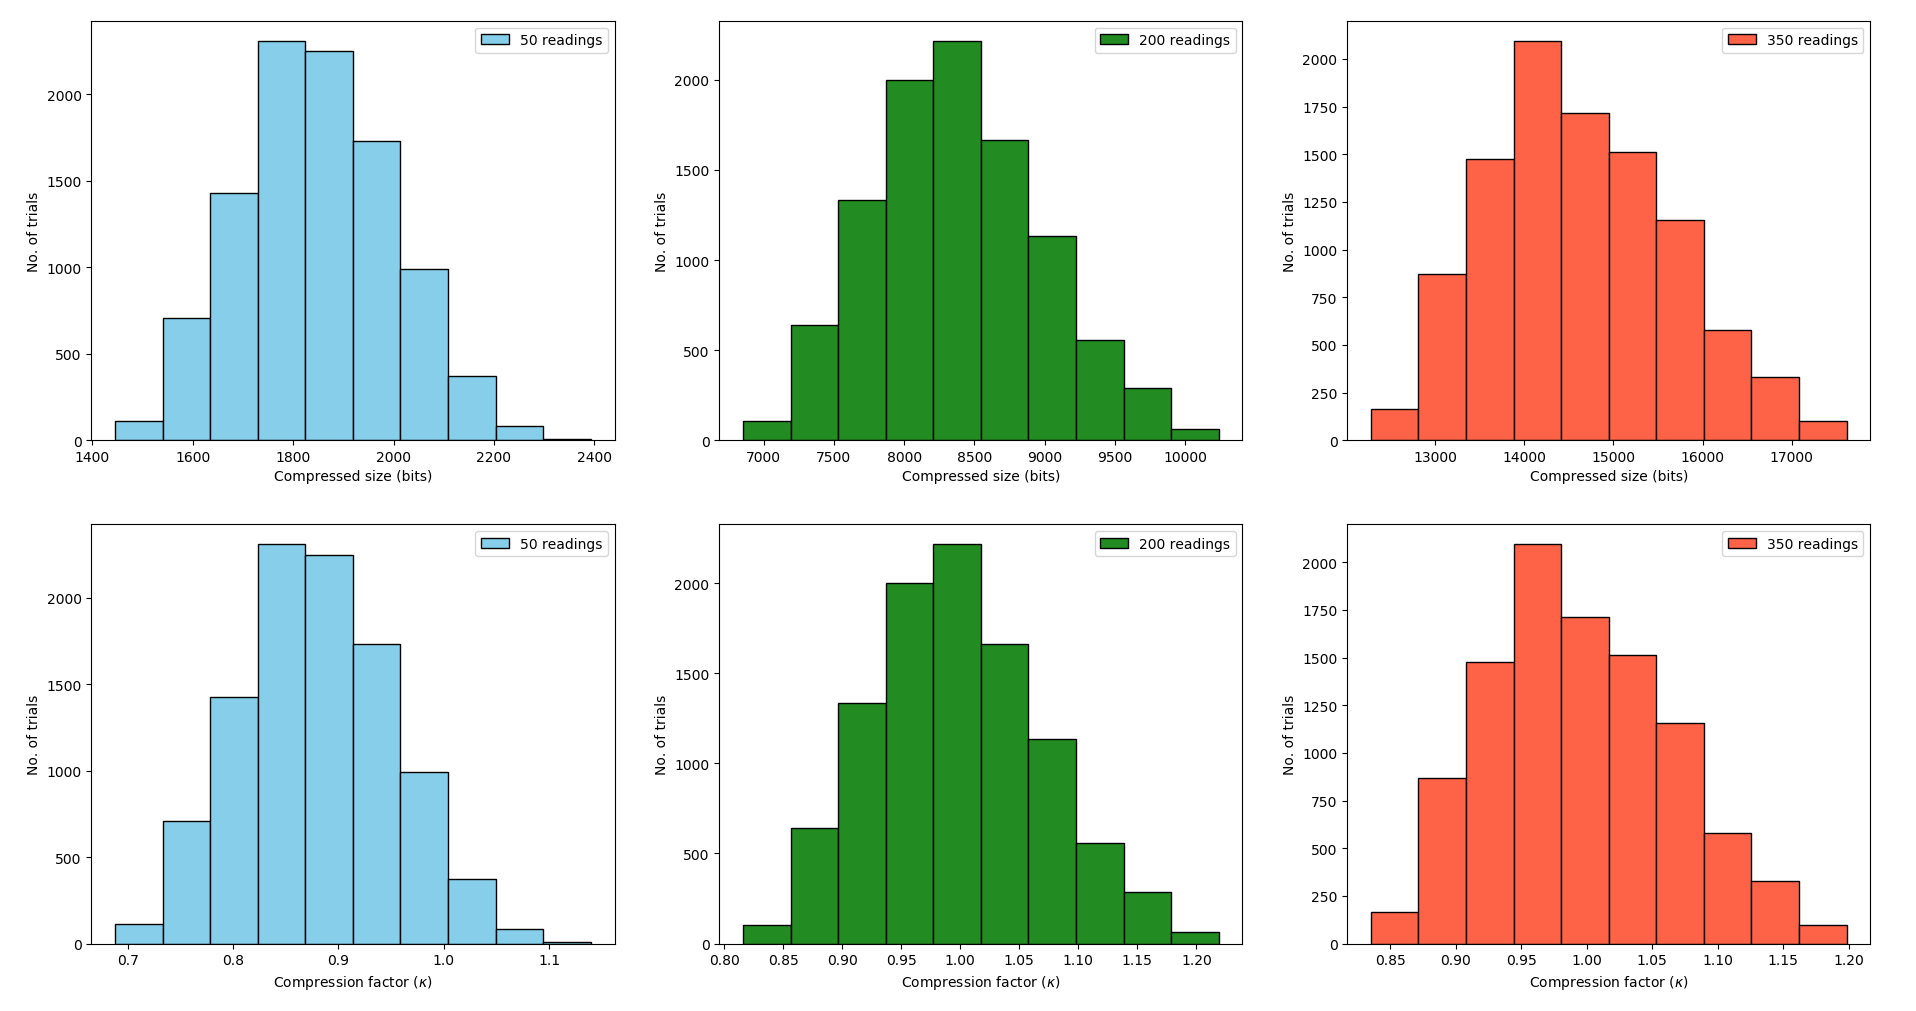 50 readings
2000
1500
1000
500
0
No. of trials
1400 1600 1800 2000 2200 2400
Compressed size (bits)
200 readings
2000
1500
1000
500
0
No. of trials
7000 7500 8000 8500 9000 9500 10000
Compressed size (bits)
350 readings
2000
1750
1500
1250
1000
750
500
250
0
No. of trials
13000 14000 15000 16000 17000
Compressed size (bits)
50 readings
2000
1500
1000
500
0
No. of trials
0.7 0.8 0.9 1.0 1.1
Compression factor (κ)
200 readings
2000
1500
1000
500
0
No. of trials
0.80 0.85 0.90 0.95 1.00 1.05 1.10 1.15 1.20
Compression factor (κ)
350 readings
2000
1750
1500
1250
1000
750
500
250
0
No. of trials
0.85 0.90 0.95 1.00 1.05 1.10 1.15 1.20
Compression factor (κ)